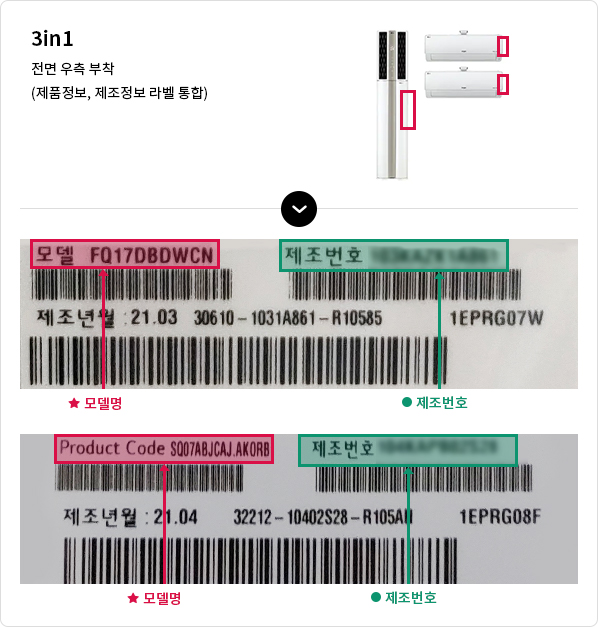 3in1
전면 우측 부착
(제품정보, 제조정보 라벨 통합)
모델 FQ17DBDWCN 제조번호
제조년월 : 21.03 30610-1031A861-R10585 1EPRG07W
★ 모델명 ● 제조번호
Product Code SQ07ABJCAJ.AKORB 제조번호
제조년월 : 21.04 32212-10402S28-R105AH 1EPRG08F
★ 모델명 ● 제조번호